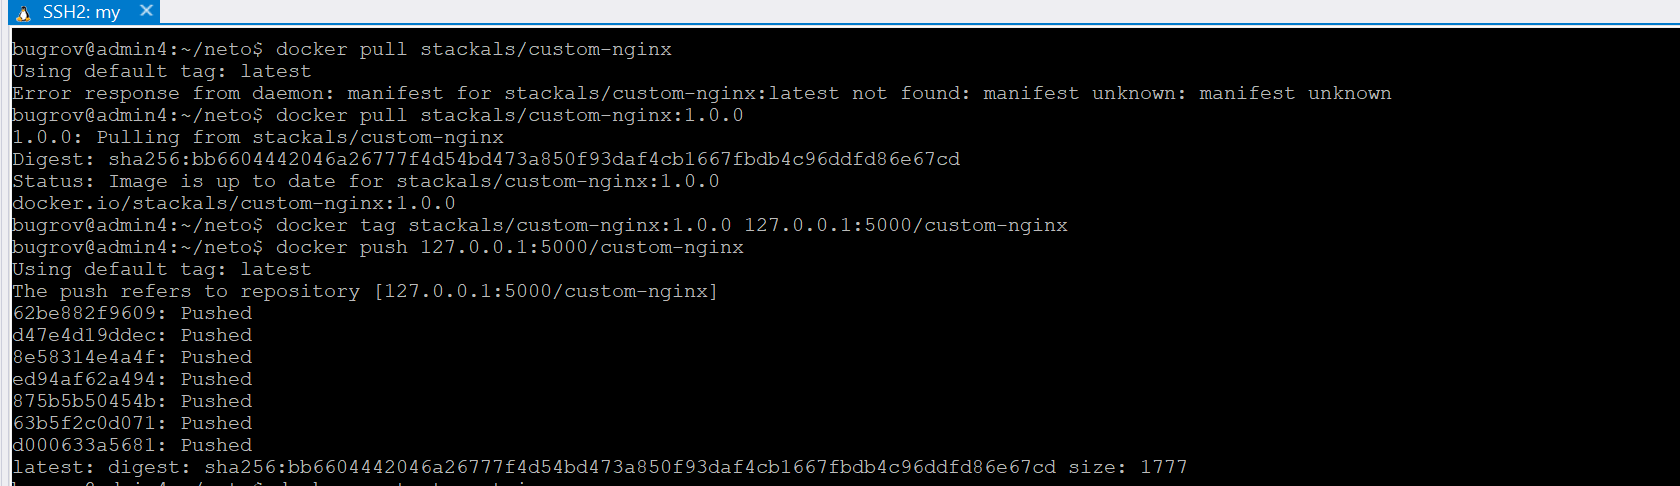 SSH2: my
bugrov@admin4:~/neto$ docker pull stackals/custom-nginx
Using default tag: latest
Error response from daemon: manifest for stackals/custom-nginx:latest not found: manifest unknown: manifest unknown
bugrov@admin4:~/neto$ docker pull stackals/custom-nginx:1.0.0
1.0.0: Pulling from stackals/custom-nginx
Digest: sha256:bb6604442046a26777f4d54bd473a850f93daf4cb1667fbdb4c96ddfd86e67cd
Status: Image is up to date for stackals/custom-nginx:1.0.0
docker.io/stackals/custom-nginx:1.0.0
bugrov@admin4:~/neto$ docker tag stackals/custom-nginx:1.0.0 127.0.0.1:5000/custom-nginx
bugrov@admin4:~/neto$ docker push 127.0.0.1:5000/custom-nginx
Using default tag: latest
The push refers to repository [127.0.0.1:5000/custom-nginx]
62be882f9609: Pushed
d47e4d19ddec: Pushed
8e58314e4a4f: Pushed
ed94af62a494: Pushed
875b5b50454b: Pushed
63b5f2c0d071: Pushed
d000633a5681: Pushed
latest: digest: sha256:bb6604442046a26777f4d54bd473a850f93daf4cb1667fbdb4c96ddfd86e67cd size: 1777